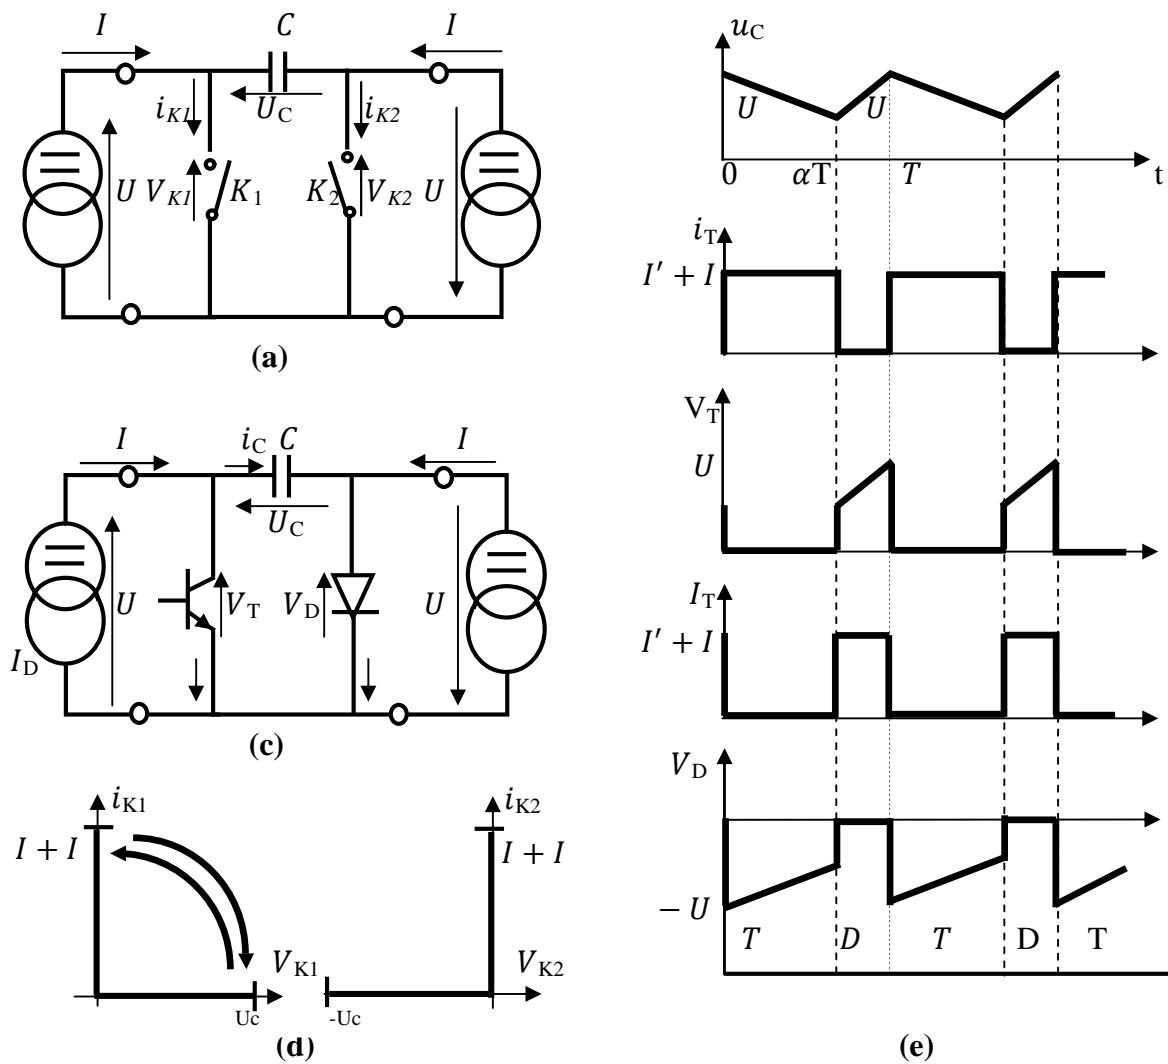 I C I
i_K1 U_C i_K2
U V_K1 K_1 K_2 V_K2 U
(a)
I i_C C I
U_C
U V_T V_D U
I_D
(c)
i_K1 i_K2
I + I I + I
V_K1 V_K2
Uc -Uc
(d)
u_C
U U
0 αT T t
i_T
I′ + I
V_T
U
I_T
I′ + I
V_D
− U
T D T D T
(e)